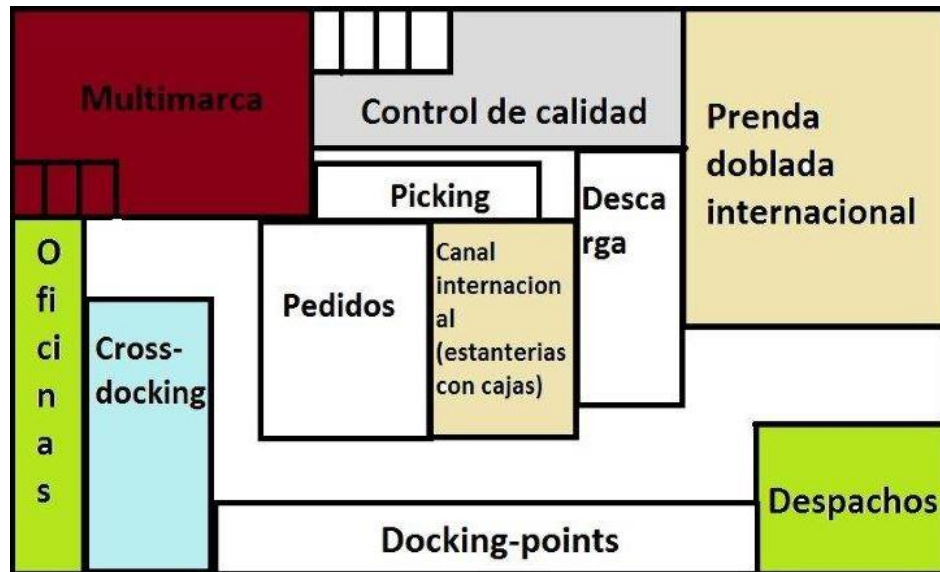 Multimarca
Control de calidad
Prenda
doblada
internacional
Picking
Desca
rga
O
f
i
ci
n
a
s
Cross-
docking
Pedidos
Canal
internacion
al
(estanterias
con cajas)
Despachos
Docking-points